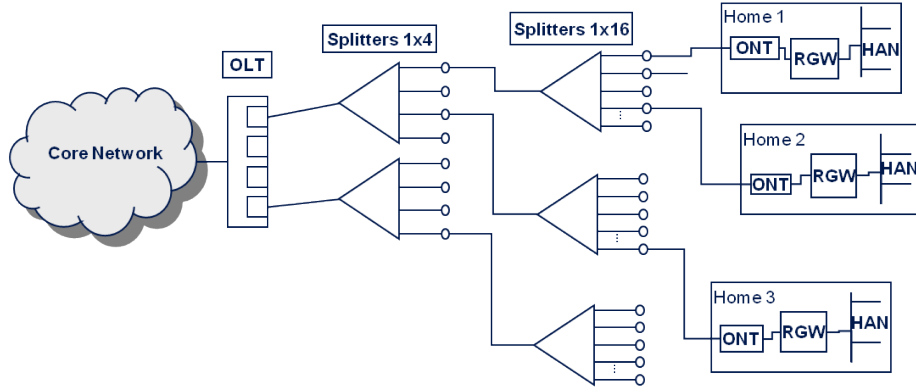 Splitters 1x4
Splitters 1x16
OLT
Core Network
Home 1
ONT
RGW
HAN
Home 2
ONT
RGW
HAN
Home 3
ONT
RGW
HAN